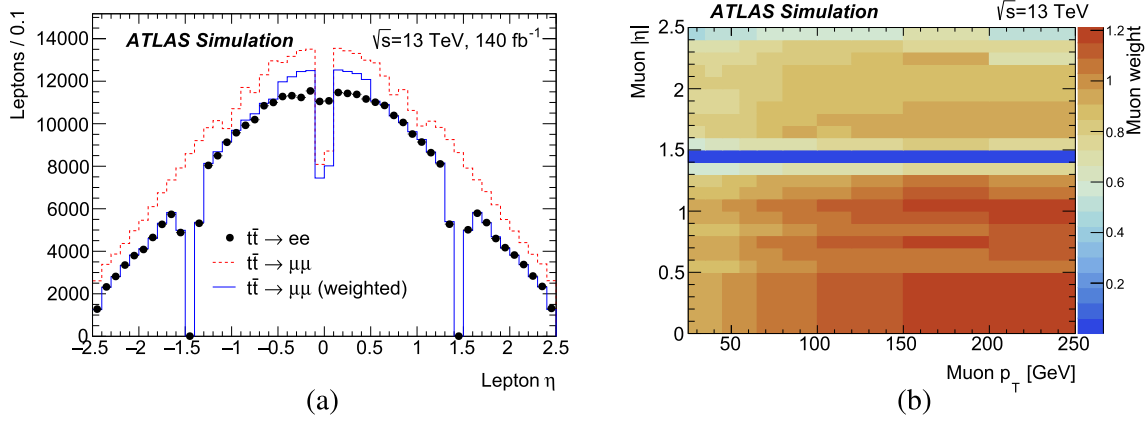 ATLAS Simulation
√s=13 TeV, 140 fb⁻¹
Leptons / 0.1
14000
12000
10000
8000
6000
4000
2000
0
tt̄ → ee
tt̄ → μμ
tt̄ → μμ (weighted)
−2.5 −2 −1.5 −1 −0.5 0 0.5 1 1.5 2 2.5
Lepton η
(a)
ATLAS Simulation
√s=13 TeV
Muon |η|
2.5
2
1.5
1
0.5
0
50 100 150 200 250
Muon p_T [GeV]
1.2
1
0.8
0.6
0.4
0.2
Muon weight
(b)